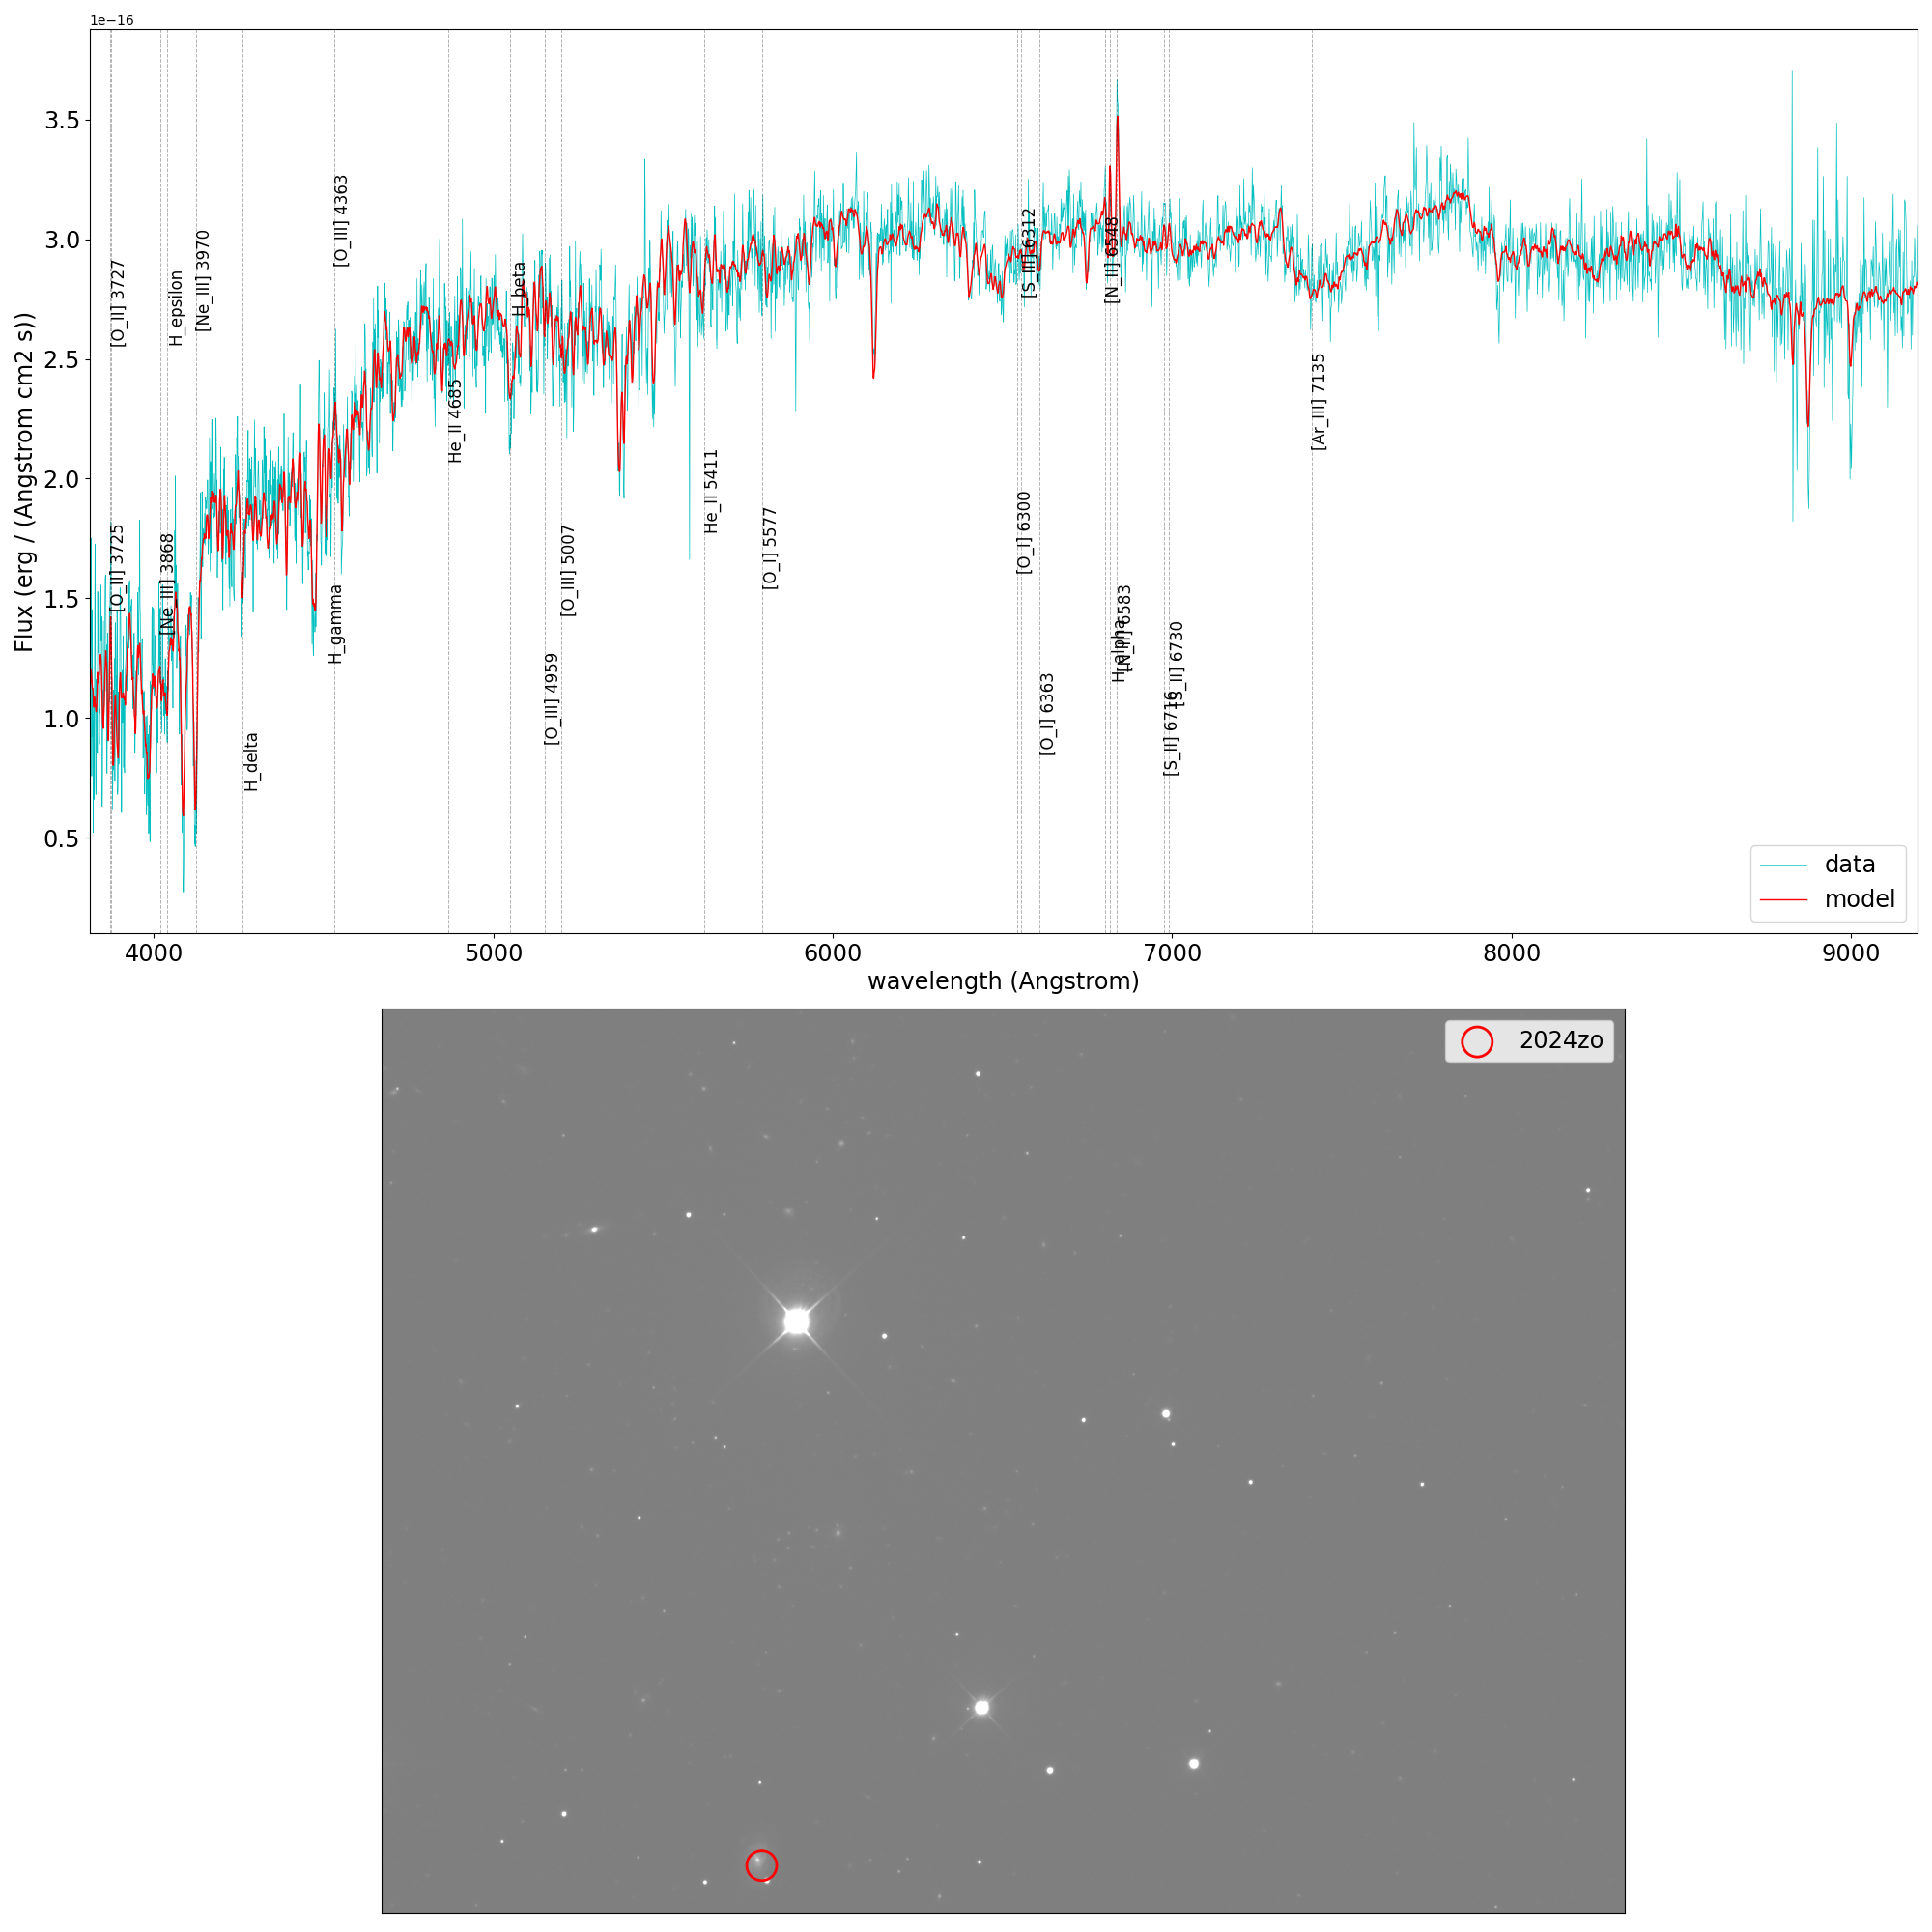 1e−16
3.5
3.0
2.5
2.0
1.5
1.0
0.5
Flux (erg / (Angstrom cm2 s))
[O_II] 3725
[O_II] 3727
[Ne_III] 3868
H_epsilon
[Ne_III] 3970
H_delta
H_gamma
[O_III] 4363
He_II 4685
H_beta
[O_III] 4959
[O_III] 5007
He_II 5411
[O_I] 5577
[O_I] 6300
[S_III] 6312
[O_I] 6363
[N_II] 6548
H_alpha
[N_II] 6583
[S_II] 6716
[S_II] 6730
[Ar_III] 7135
data
model
4000 5000 6000 7000 8000 9000
wavelength (Angstrom)
2024zo